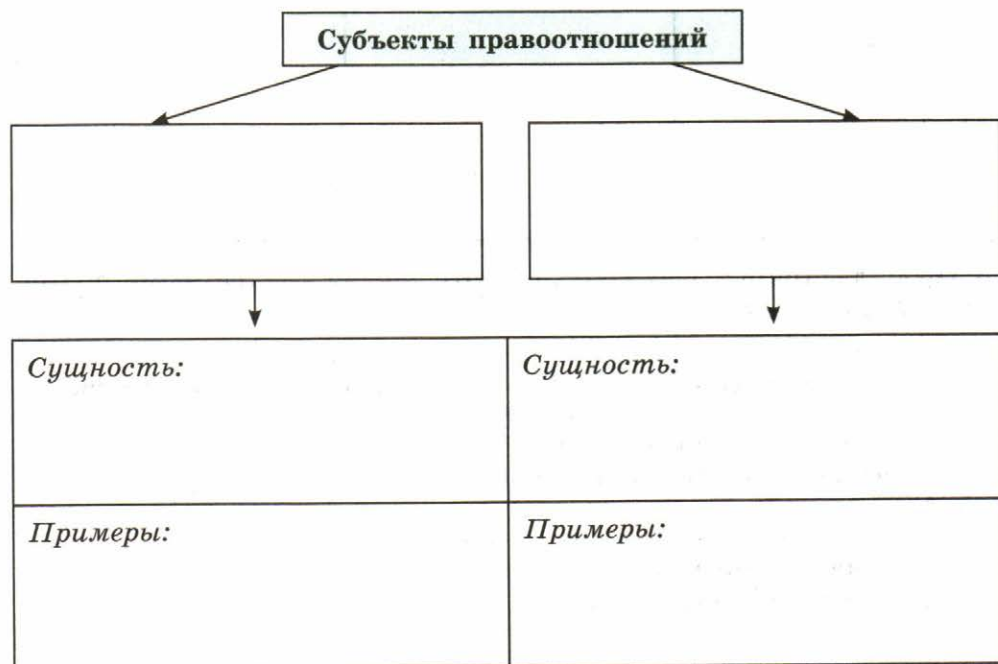 Субъекты правоотношений
Сущность:
Сущность:
Примеры:
Примеры: